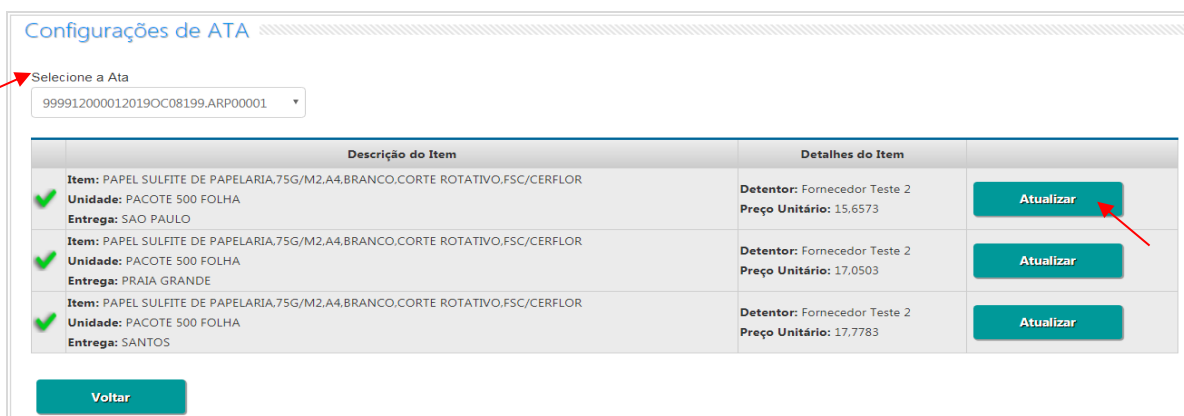 Configurações de ATA
Selecione a Ata
999912000012019OC08199.ARP00001
Descrição do Item
Detalhes do Item
Item: PAPEL SULFITE DE PAPELARIA,75G/M2,A4,BRANCO,CORTE ROTATIVO,FSC/CERFLOR
Unidade: PACOTE 500 FOLHA
Entrega: SAO PAULO
Detentor: Fornecedor Teste 2
Preço Unitário: 15,6573
Atualizar
Item: PAPEL SULFITE DE PAPELARIA,75G/M2,A4,BRANCO,CORTE ROTATIVO,FSC/CERFLOR
Unidade: PACOTE 500 FOLHA
Entrega: PRAIA GRANDE
Detentor: Fornecedor Teste 2
Preço Unitário: 17,0503
Atualizar
Item: PAPEL SULFITE DE PAPELARIA,75G/M2,A4,BRANCO,CORTE ROTATIVO,FSC/CERFLOR
Unidade: PACOTE 500 FOLHA
Entrega: SANTOS
Detentor: Fornecedor Teste 2
Preço Unitário: 17,7783
Atualizar
Voltar